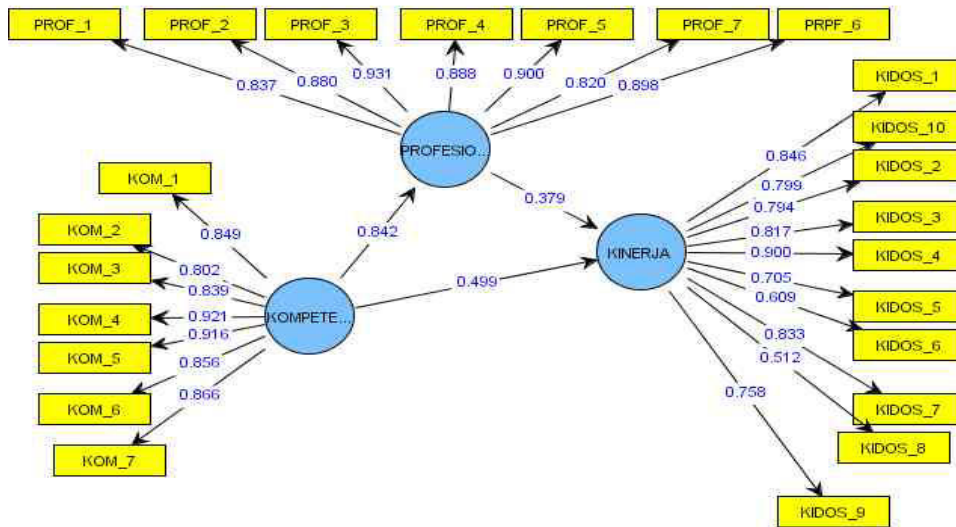 PROF_1 PROF_2 PROF_3 PROF_4 PROF_5 PROF_7 PRPF_6
0.837 0.880 0.931 0.888 0.900 0.820 0.898
PROFESIO...
KOM_1
KOM_2
KOM_3
KOM_4
KOM_5
KOM_6
KOM_7
0.849
0.802
0.839
0.921
0.916
0.856
0.866
KOMPETE...
0.842
0.379
0.499
KINERJA
0.846
0.799
0.794
0.817
0.900
0.705
0.609
0.833
0.512
0.758
KIDOS_1
KIDOS_10
KIDOS_2
KIDOS_3
KIDOS_4
KIDOS_5
KIDOS_6
KIDOS_7
KIDOS_8
KIDOS_9